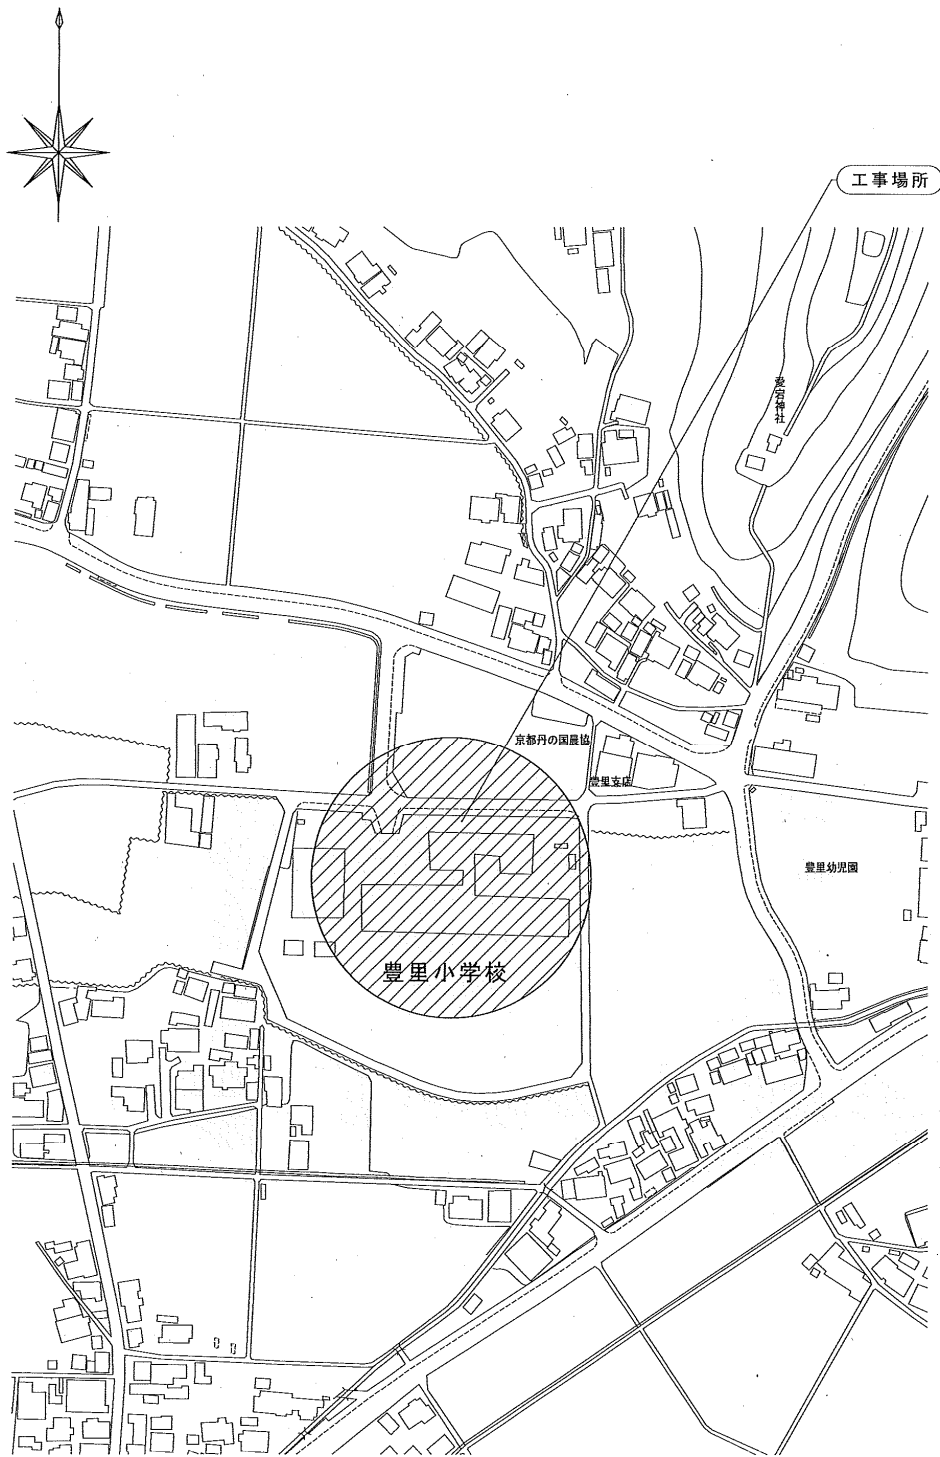 工事場所
愛宕神社
京都丹の国農協
豊里支店
豊里幼児園
豊里小学校